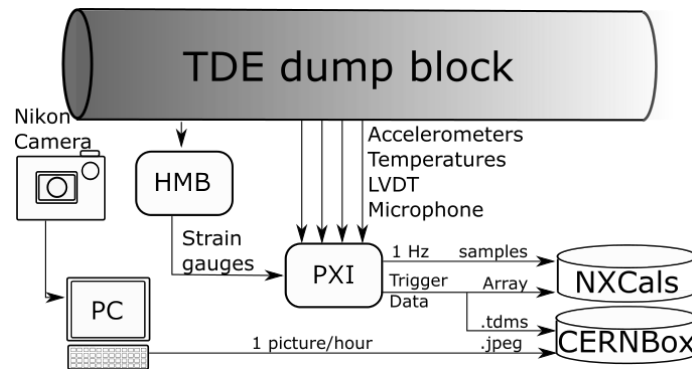 TDE dump block
Nikon
Camera
HMB
Accelerometers
Temperatures
LVDT
Microphone
Strain
gauges
PXI
1 Hz samples
Trigger Array
Data
NXCals
PC
.tdms
1 picture/hour .jpeg
CERNBox